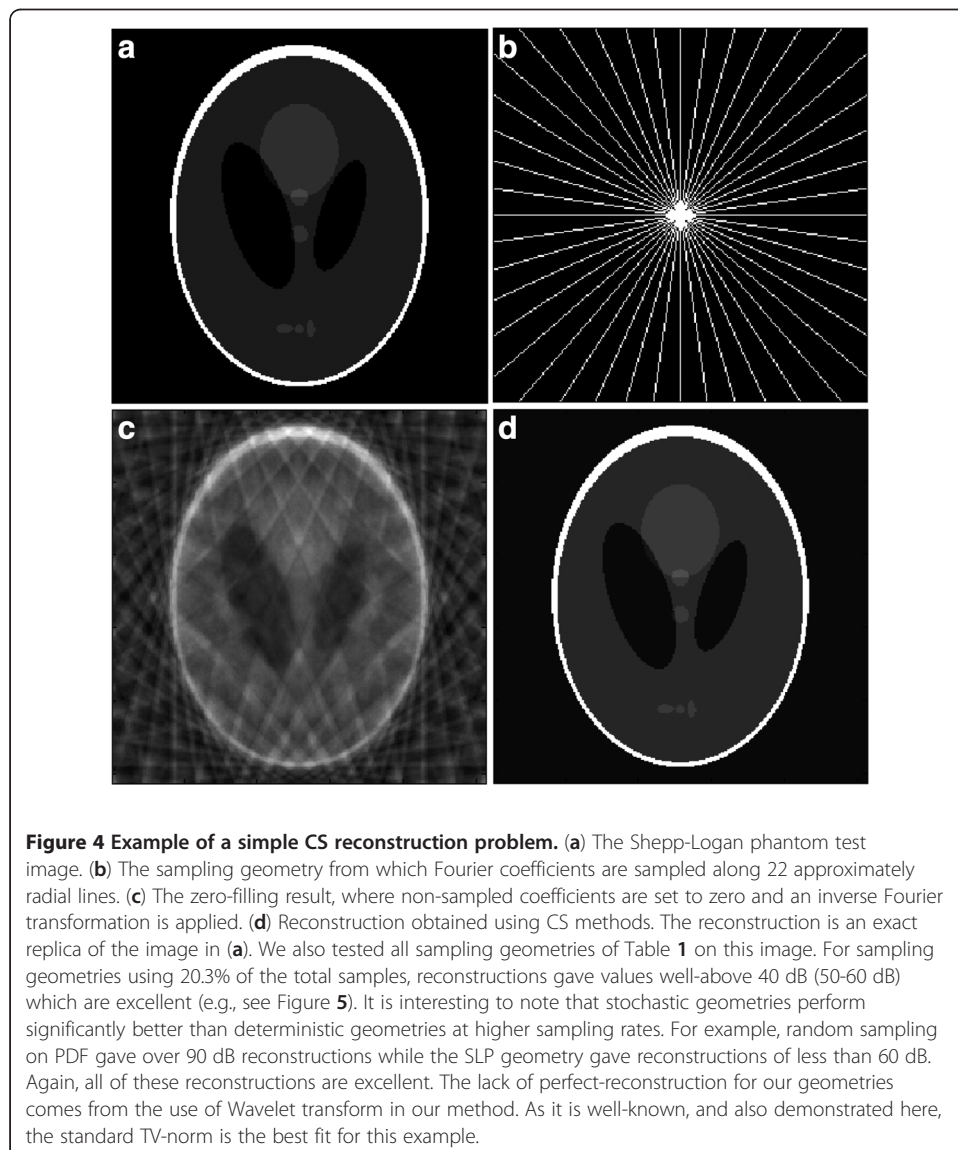 a
b
c
d
Figure 4 Example of a simple CS reconstruction problem. (a) The Shepp-Logan phantom test
image. (b) The sampling geometry from which Fourier coefficients are sampled along 22 approximately
radial lines. (c) The zero-filling result, where non-sampled coefficients are set to zero and an inverse Fourier
transformation is applied. (d) Reconstruction obtained using CS methods. The reconstruction is an exact
replica of the image in (a). We also tested all sampling geometries of Table 1 on this image. For sampling
geometries using 20.3% of the total samples, reconstructions gave values well-above 40 dB (50-60 dB)
which are excellent (e.g., see Figure 5). It is interesting to note that stochastic geometries perform
significantly better than deterministic geometries at higher sampling rates. For example, random sampling
on PDF gave over 90 dB reconstructions while the SLP geometry gave reconstructions of less than 60 dB.
Again, all of these reconstructions are excellent. The lack of perfect-reconstruction for our geometries
comes from the use of Wavelet transform in our method. As it is well-known, and also demonstrated here,
the standard TV-norm is the best fit for this example.